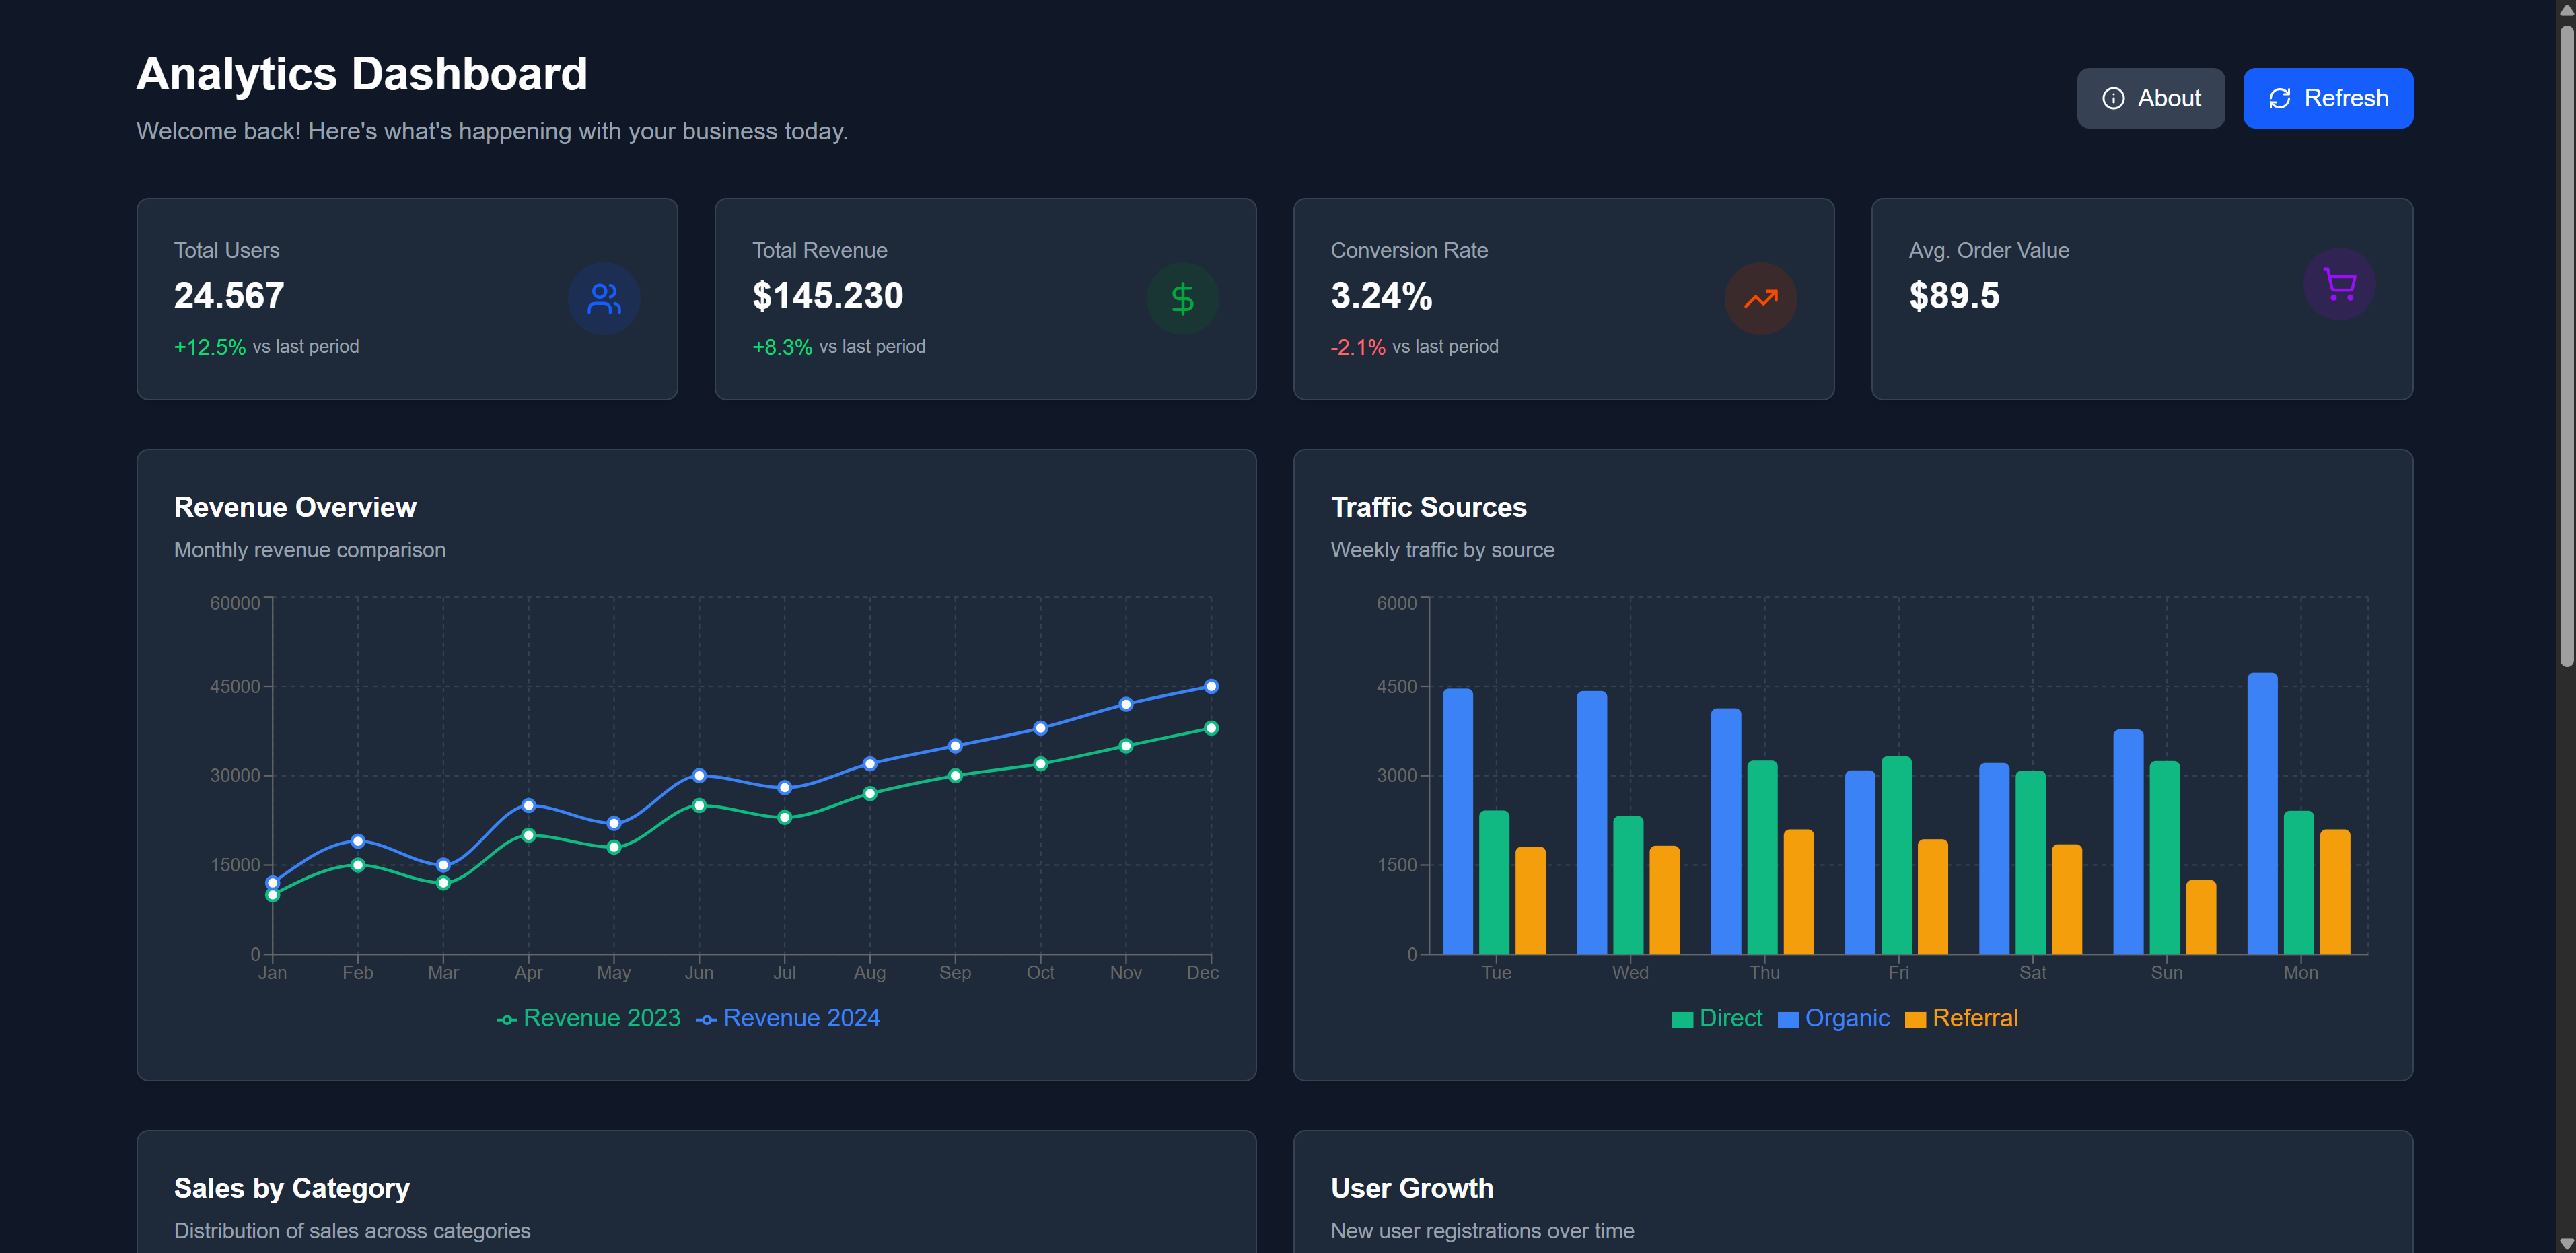 Analytics Dashboard
Welcome back! Here's what's happening with your business today.
About
Refresh
Total Users
24.567
+12.5% vs last period
Total Revenue
$145.230
+8.3% vs last period
Conversion Rate
3.24%
-2.1% vs last period
Avg. Order Value
$89.5
Revenue Overview
Monthly revenue comparison
60000
45000
30000
15000
0
Jan Feb Mar Apr May Jun Jul Aug Sep Oct Nov Dec
Revenue 2023 Revenue 2024
Traffic Sources
Weekly traffic by source
6000
4500
3000
1500
0
Tue Wed Thu Fri Sat Sun Mon
Direct Organic Referral
Sales by Category
Distribution of sales across categories
User Growth
New user registrations over time